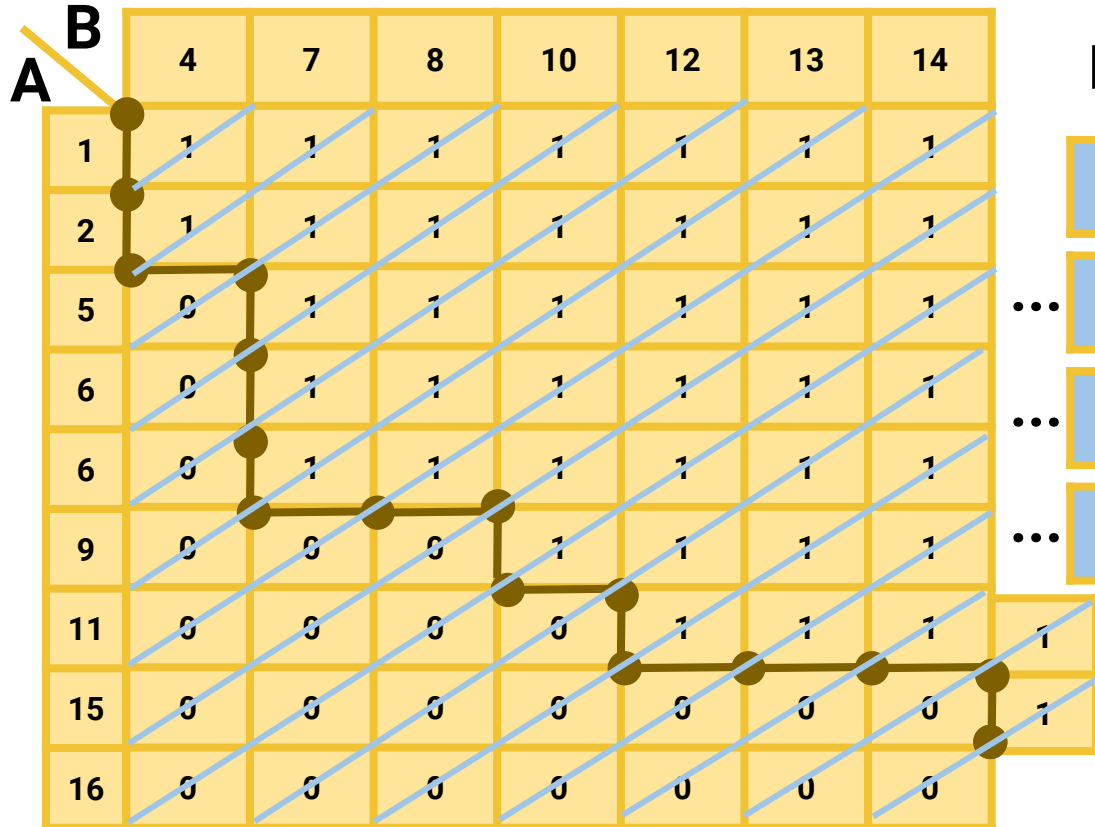 B
A
4 7 8 10 12 13 14
1 1 1 1 1 1 1 1
2 1 1 1 1 1 1 1
5 0 1 1 1 1 1 1 ...
6 0 1 1 1 1 1 1
6 0 1 1 1 1 1 1 ...
9 0 0 0 1 1 1 1 ...
11 0 0 0 0 1 1 1 1
15 0 0 0 0 0 0 0 1
16 0 0 0 0 0 0 0